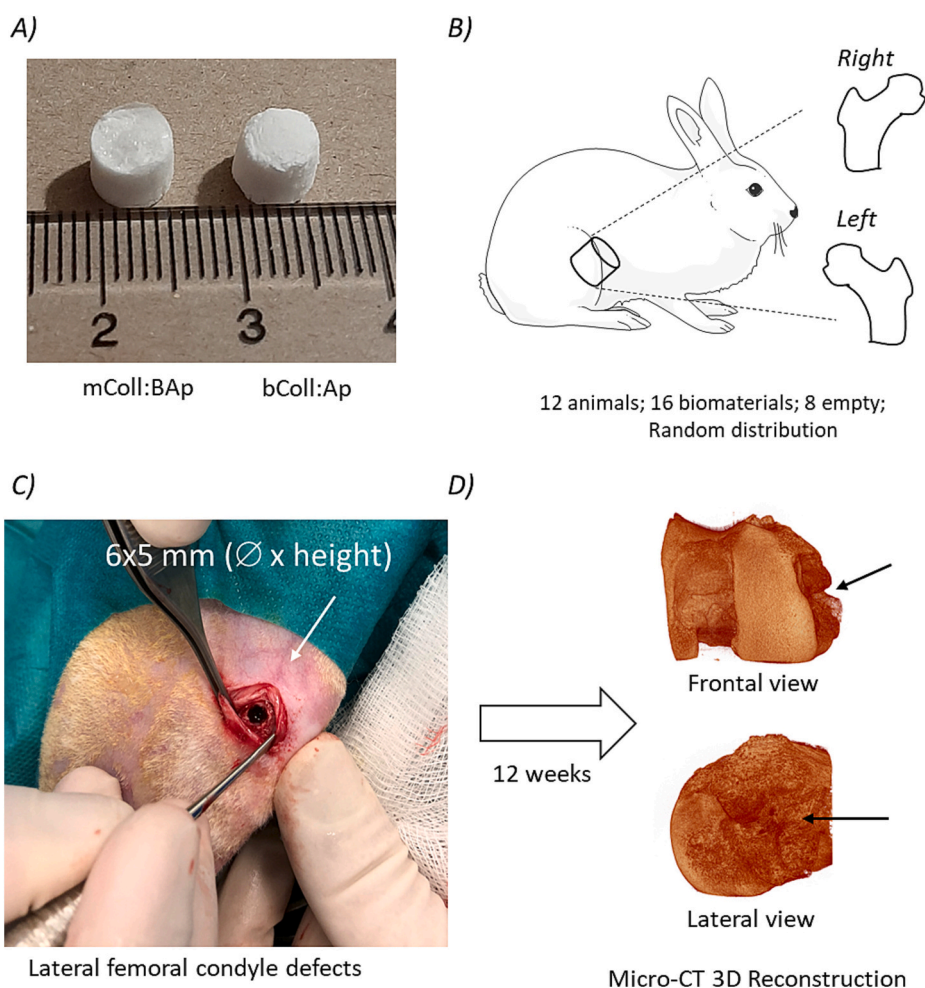 A)
2 3 4
mColl:BAp bColl:Ap
B)
Right
Left
12 animals; 16 biomaterials; 8 empty;
Random distribution
C)
6x5 mm (∅ x height)
Lateral femoral condyle defects
12 weeks
D)
Frontal view
Lateral view
Micro-CT 3D Reconstruction